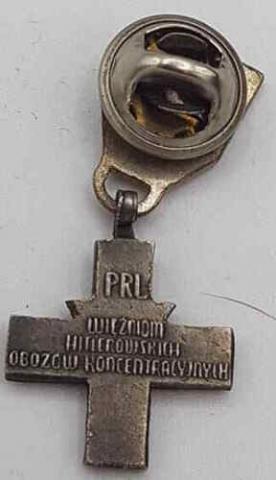 PRL
WIĘŹNIOM
HITLEROWSKICH
OBOZÓW KONCENTRACYJNYCH